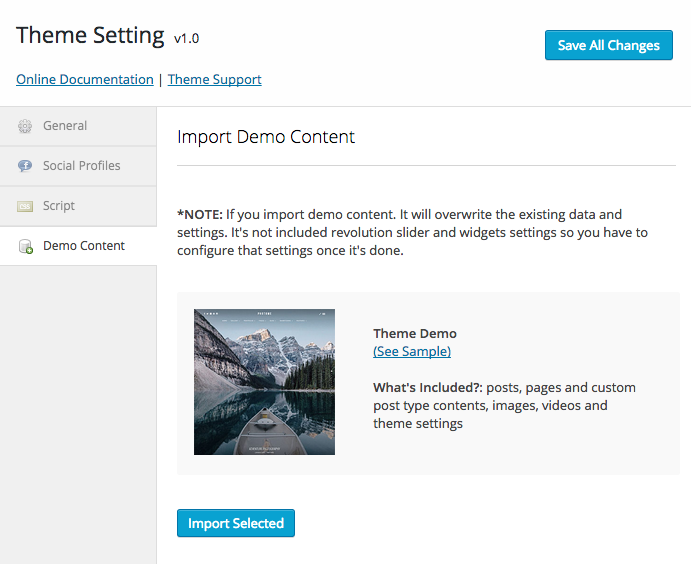 Theme Setting v1.0
Save All Changes
Online Documentation | Theme Support
General
Social Profiles
Script
Demo Content
Import Demo Content
*NOTE: If you import demo content. It will overwrite the existing data and
settings. It's not included revolution slider and widgets settings so you have to
configure that settings once it's done.
Theme Demo
(See Sample)
What's Included?: posts, pages and custom
post type contents, images, videos and
theme settings
Import Selected